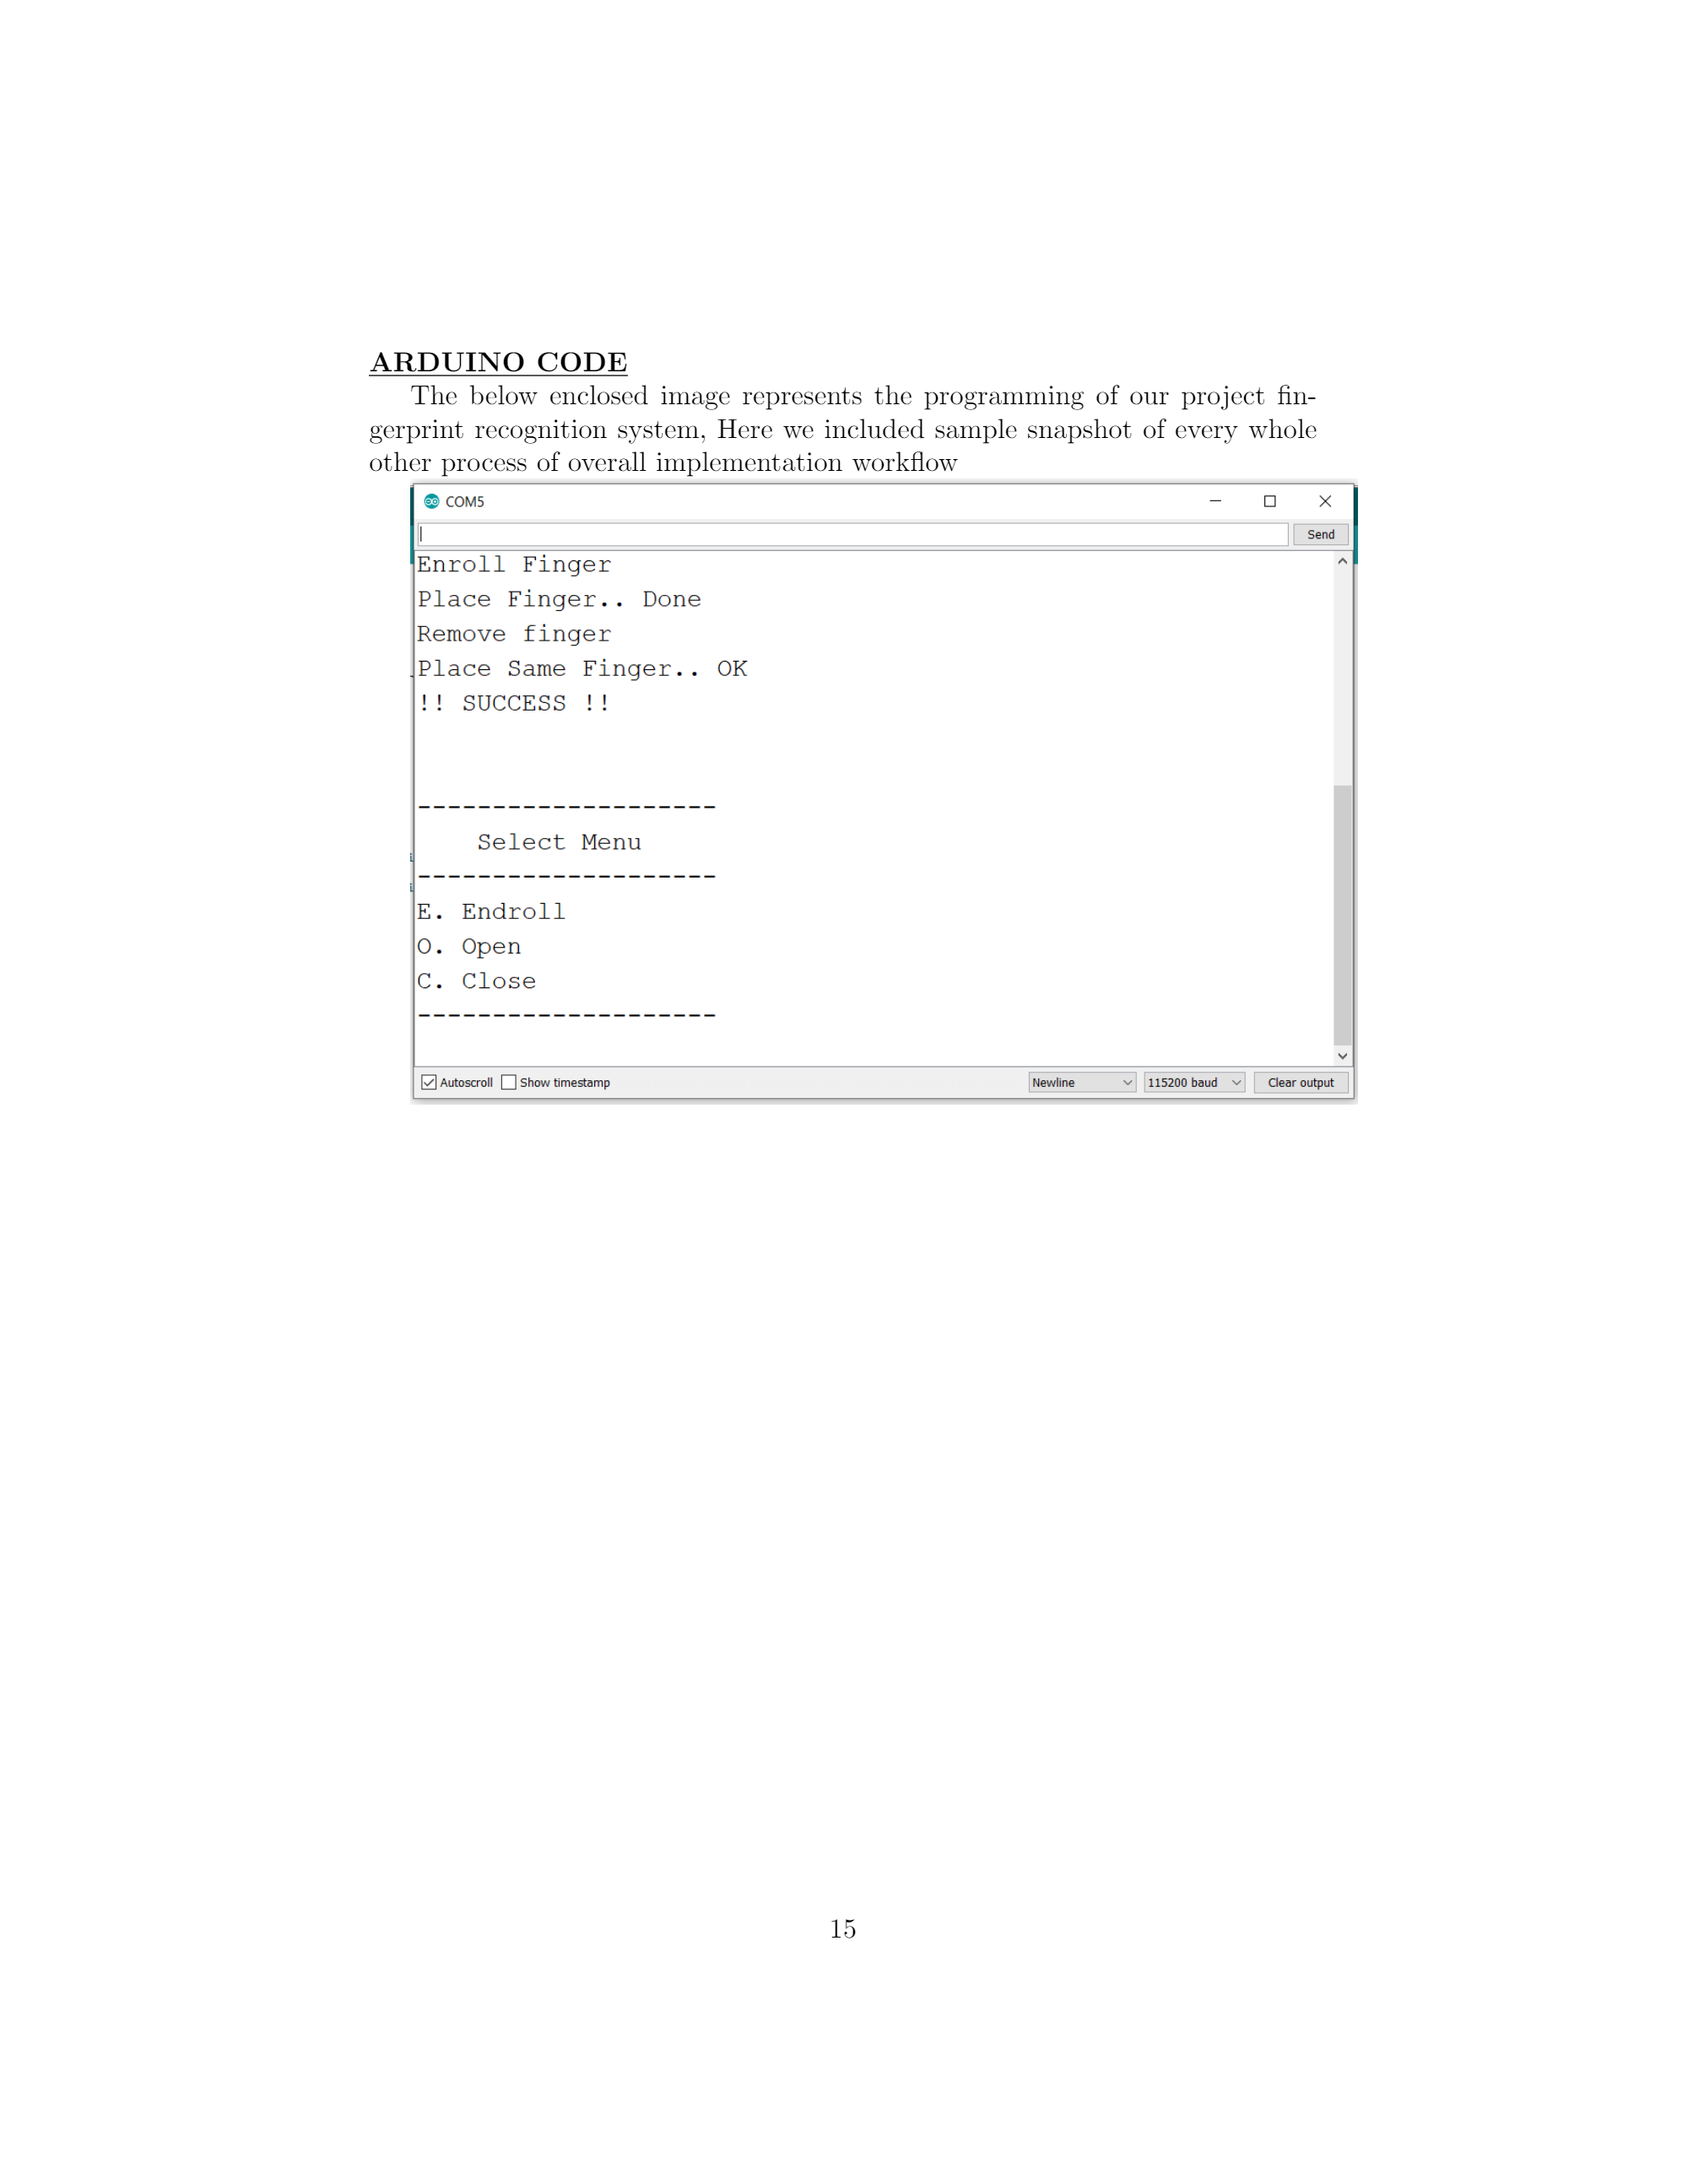 ARDUINO CODE
The below enclosed image represents the programming of our project fin-
gerprint recognition system, Here we included sample snapshot of every whole
other process of overall implementation workflow
COM5
Send
Enroll Finger
Place Finger.. Done
Remove finger
Place Same Finger.. OK
!! SUCCESS !!
--------------------
Select Menu
--------------------
E. Endroll
O. Open
C. Close
--------------------
Autoscroll Show timestamp Newline 115200 baud Clear output
15